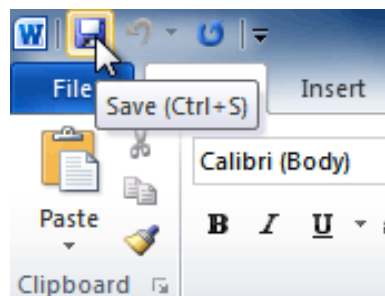 W
File
Insert
Save (Ctrl+S)
Calibri (Body)
Paste
B I U
Clipboard